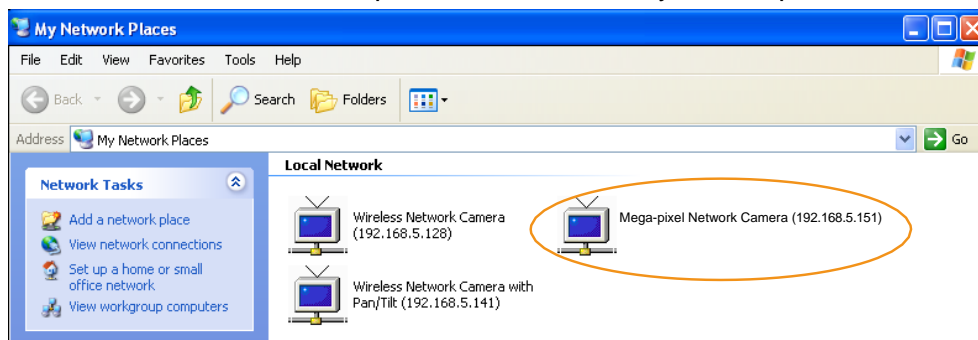 My Network Places
File Edit View Favorites Tools Help
Back Search Folders
Address My Network Places Go
Local Network
Network Tasks
Add a network place
View network connections
Set up a home or small
office network
View workgroup computers
Wireless Network Camera
(192.168.5.128)
Mega-pixel Network Camera (192.168.5.151)
Wireless Network Camera with
Pan/Tilt (192.168.5.141)